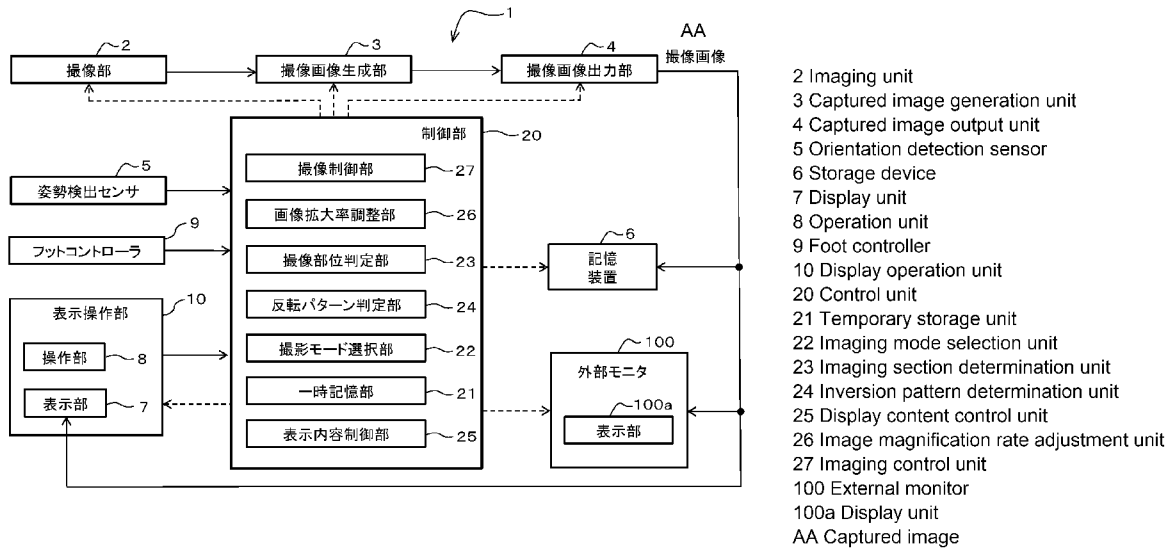 1
AA
2
3
4
撮像画像
撮像部
撮像画像生成部
撮像画像出力部
制御部
20
撮像制御部
27
5
姿勢検出センサ
画像拡大率調整部
26
9
フットコントローラ
撮像部位判定部
23
6
記憶
装置
反転パターン判定部
24
10
表示操作部
操作部
8
撮影モード選択部
22
100
外部モニタ
一時記憶部
21
表示部
7
100a
表示部
表示内容制御部
25
2 Imaging unit
3 Captured image generation unit
4 Captured image output unit
5 Orientation detection sensor
6 Storage device
7 Display unit
8 Operation unit
9 Foot controller
10 Display operation unit
20 Control unit
21 Temporary storage unit
22 Imaging mode selection unit
23 Imaging section determination unit
24 Inversion pattern determination unit
25 Display content control unit
26 Image magnification rate adjustment unit
27 Imaging control unit
100 External monitor
100a Display unit
AA Captured image